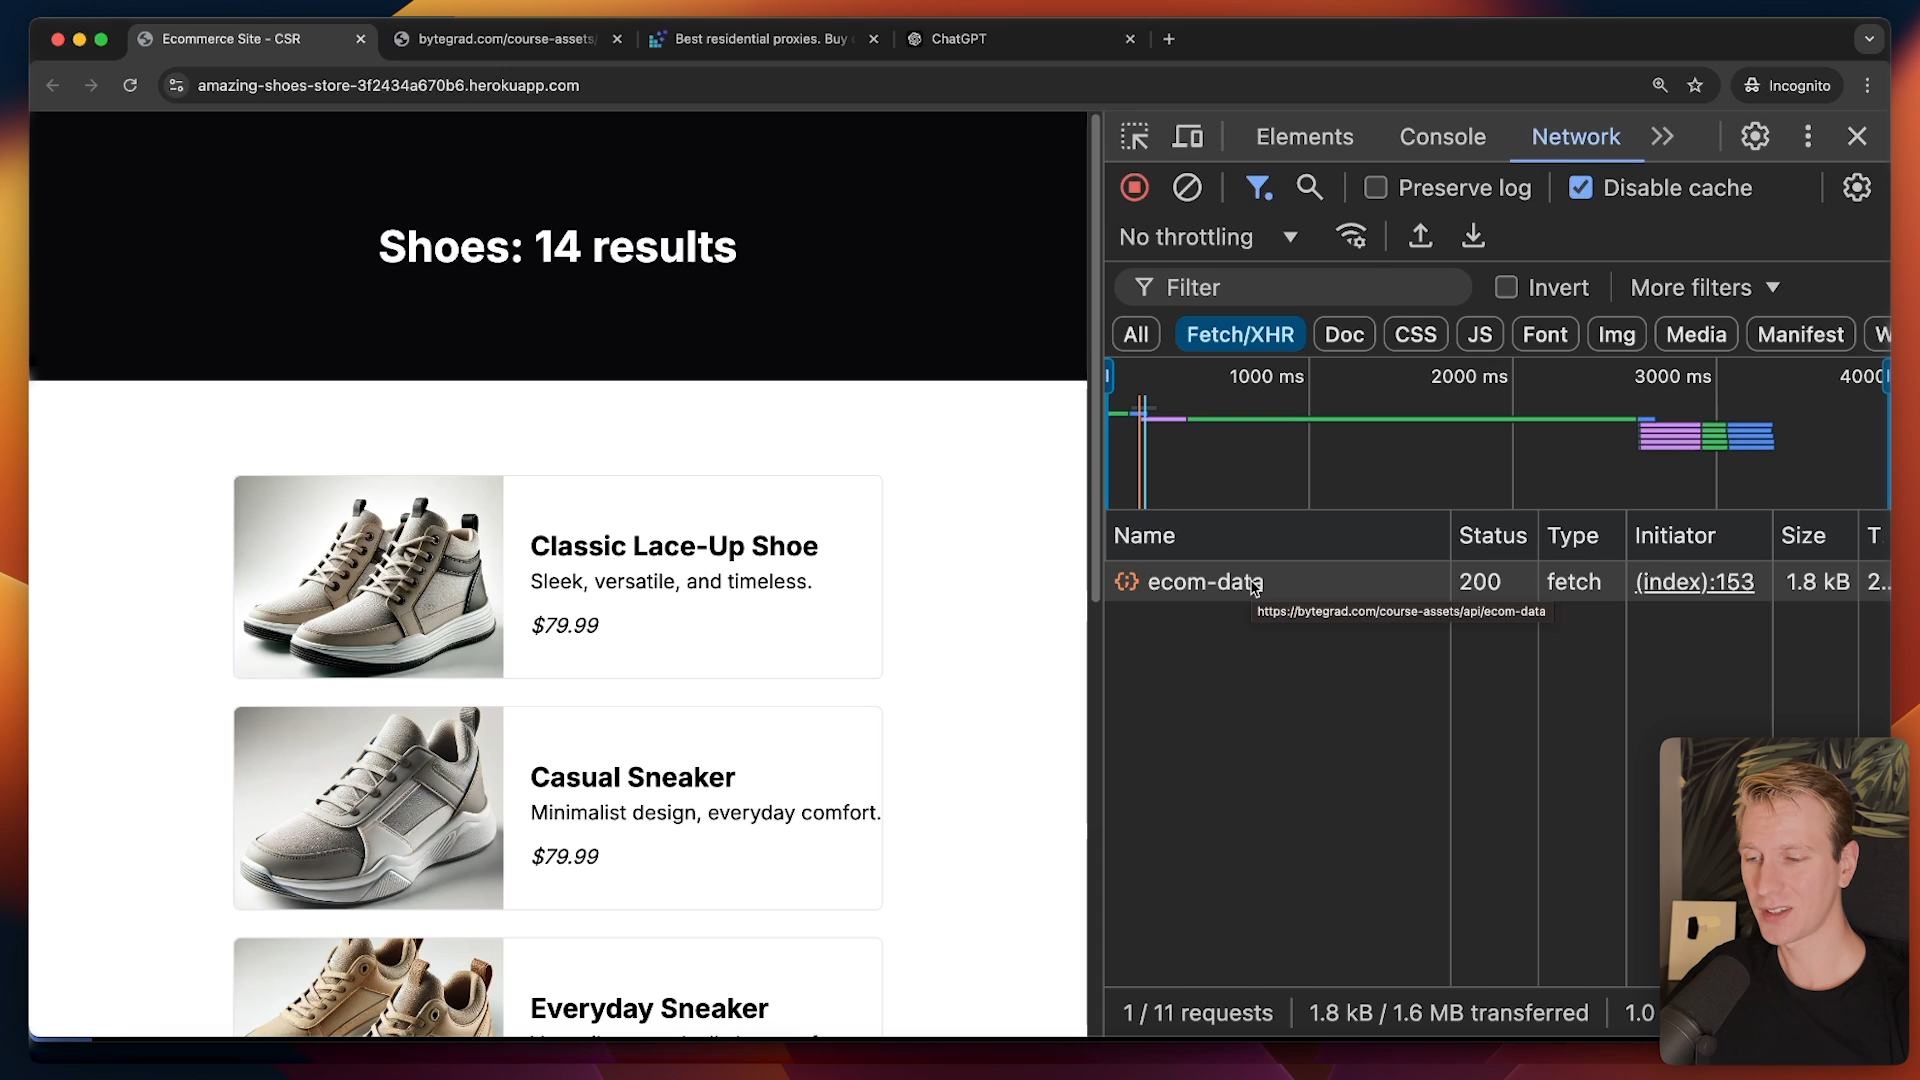 Ecommerce Site - CSR
bytegrad.com/course-assets/
Best residential proxies. Buy
ChatGPT
amazing-shoes-store-3f2434a670b6.herokuapp.com
Incognito
Shoes: 14 results
Classic Lace-Up Shoe
Sleek, versatile, and timeless.
$79.99
Casual Sneaker
Minimalist design, everyday comfort.
$79.99
Everyday Sneaker
Elements
Console
Network
Preserve log
Disable cache
No throttling
Filter
Invert
More filters
All
Fetch/XHR
Doc
CSS
JS
Font
Img
Media
Manifest
W
1000 ms
2000 ms
3000 ms
4000
Name
Status
Type
Initiator
Size
T.
ecom-data
200
fetch
(index):153
1.8 kB
2..
https://bytegrad.com/course-assets/api/ecom-data
1 / 11 requests
1.8 kB / 1.6 MB transferred
1.0